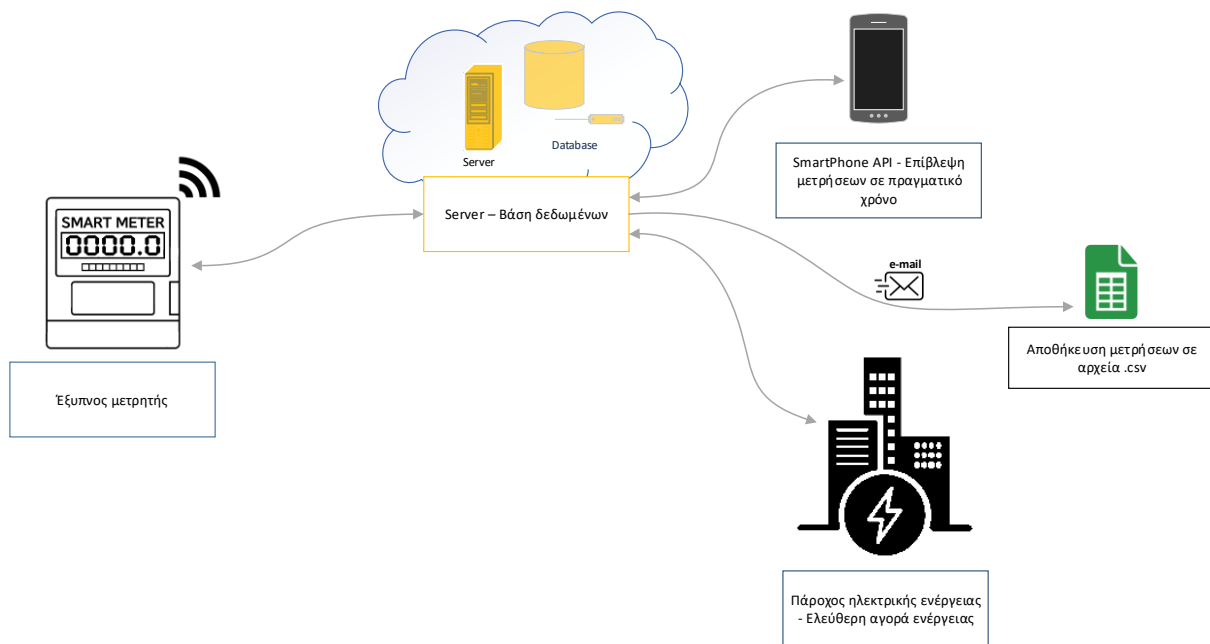 Server
Database
Server – Βάση δεδομένων
SMART METER
0000.0
Έξυπνος μετρητής
SmartPhone API - Επίβλεψη
μετρήσεων σε πραγματικό
χρόνο
e-mail
Αποθήκευση μετρήσεων σε
αρχεία .csv
Πάροχος ηλεκτρικής ενέργειας
- Ελεύθερη αγορά ενέργειας